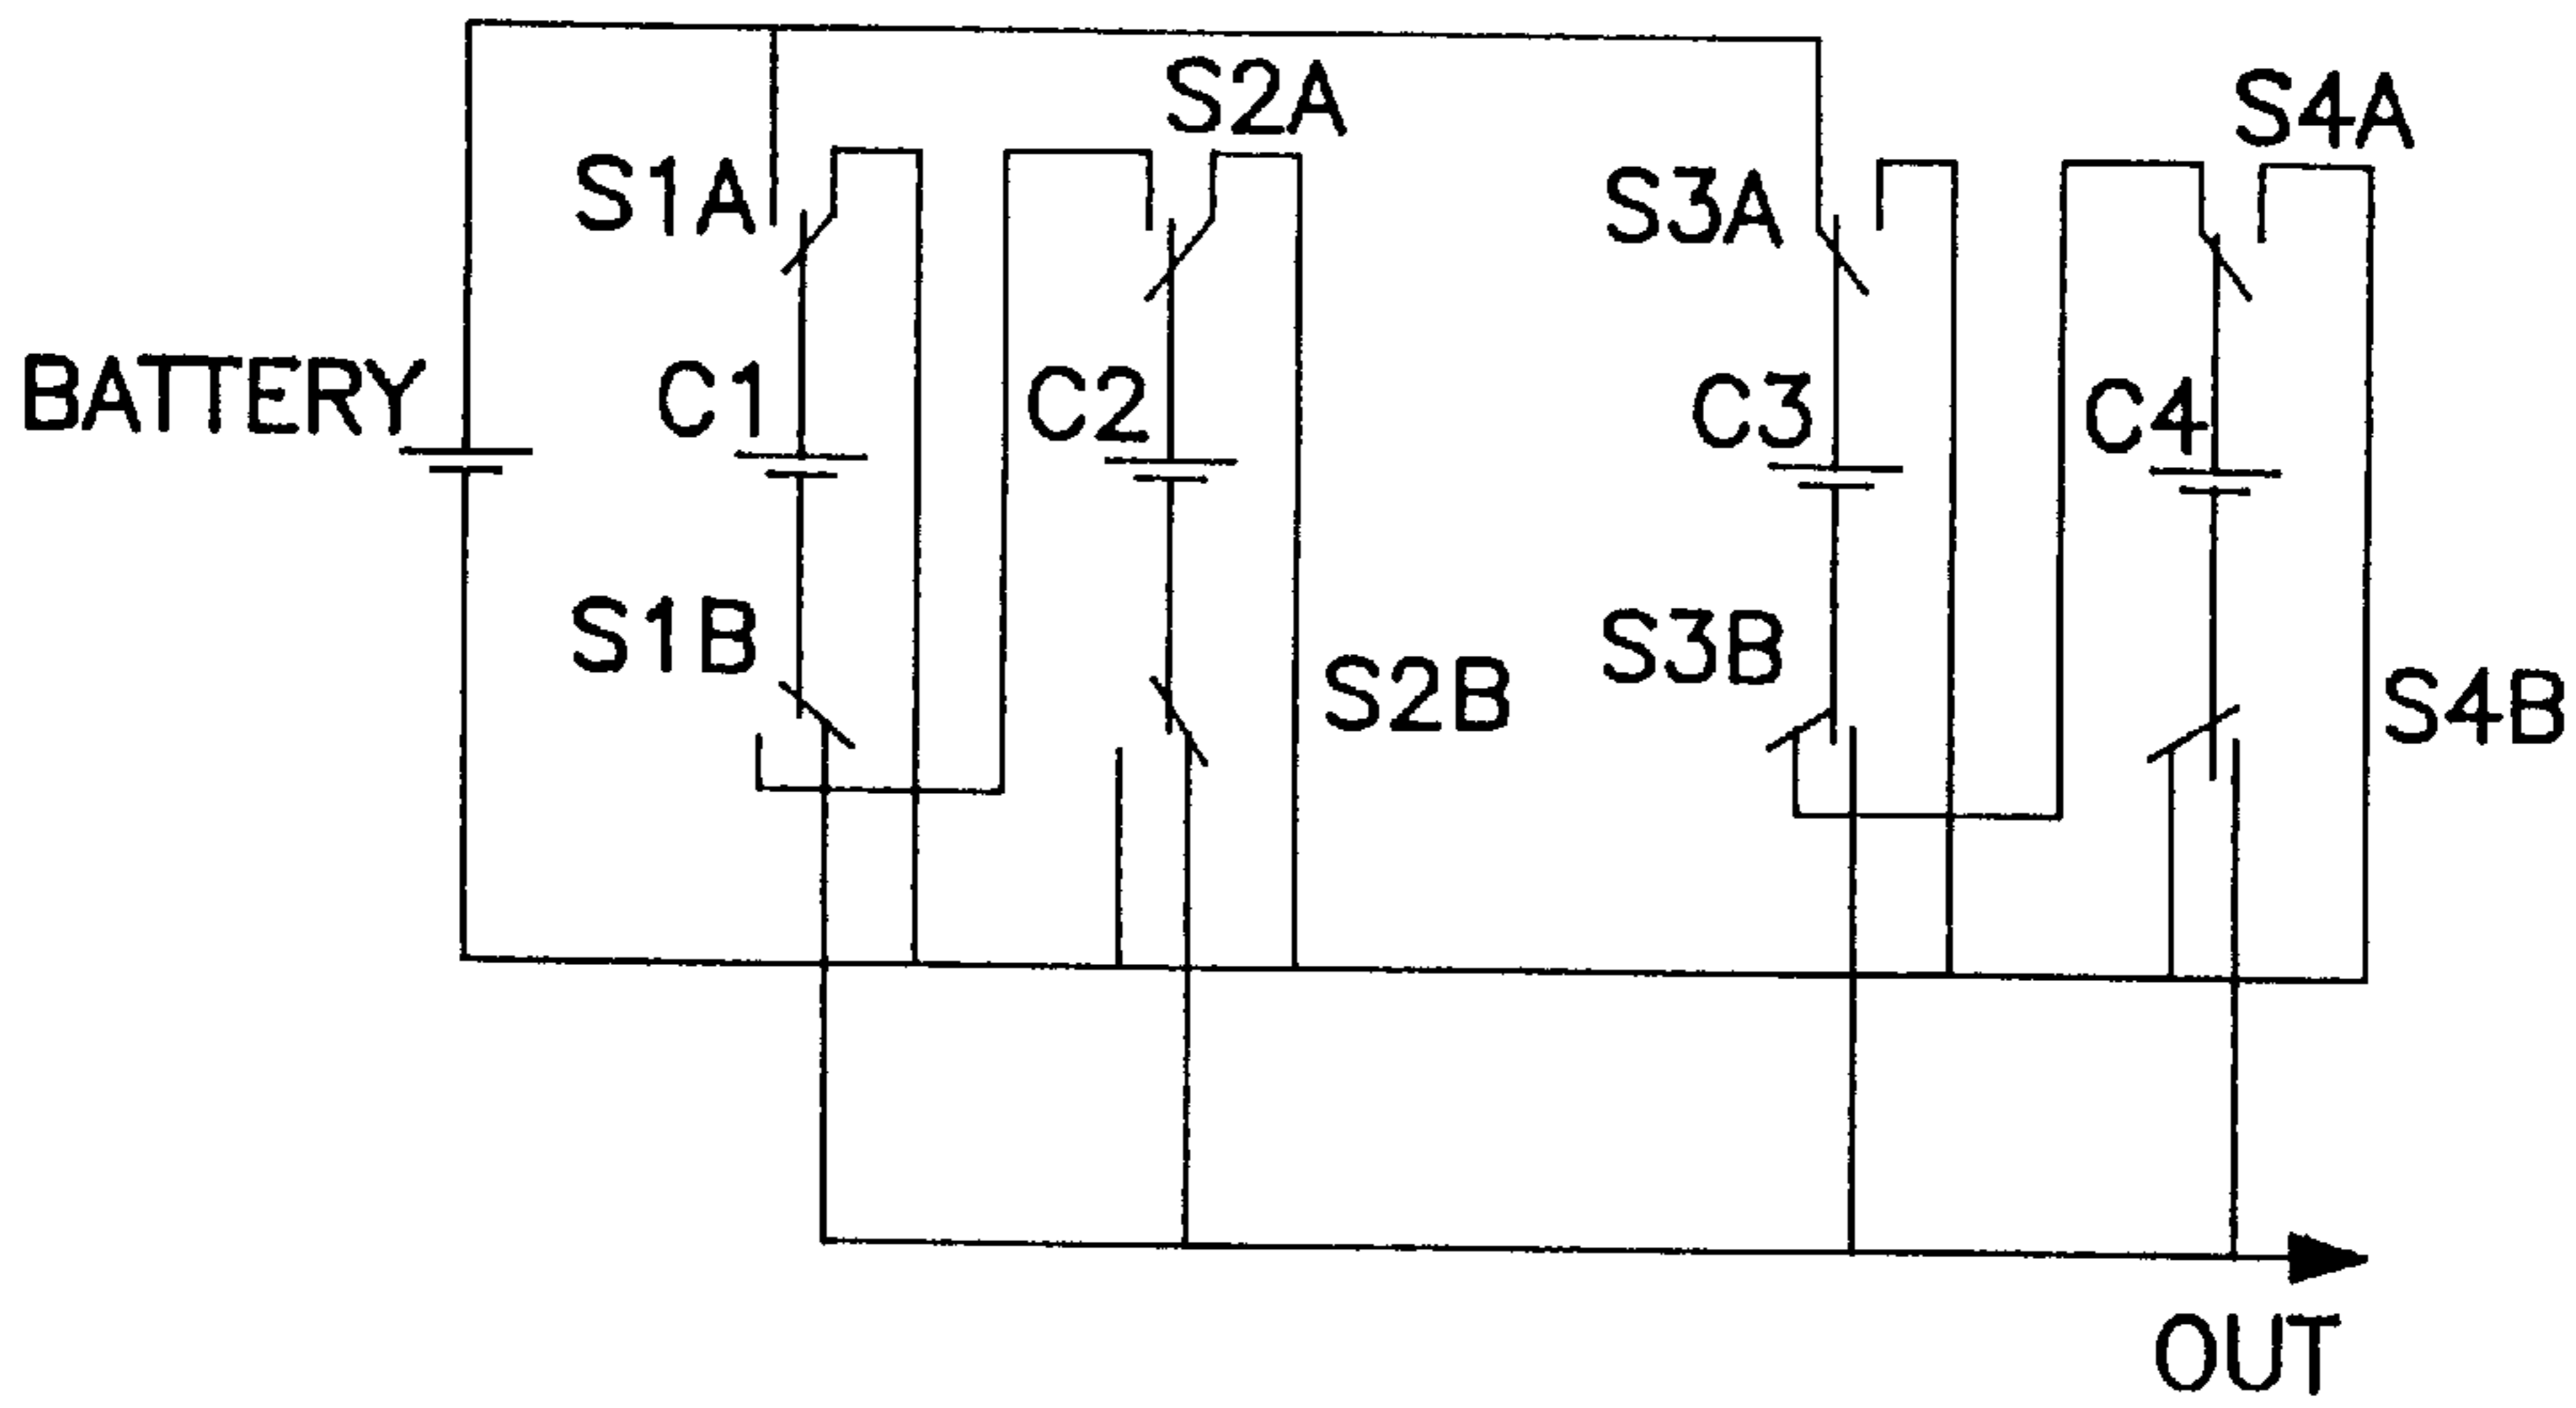 S2A
S4A
S1A
S3A
BATTERY
C1
C2
C3
C4
S1B
S3B
S2B
S4B
OUT